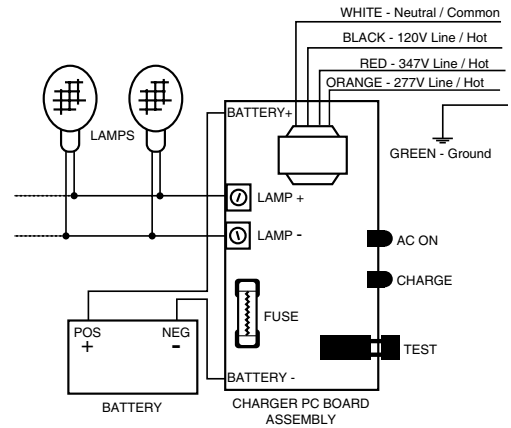 WHITE - Neutral / Common
BLACK - 120V Line / Hot
RED - 347V Line / Hot
ORANGE - 277V Line / Hot
BATTERY+
LAMPS
GREEN - Ground
LAMP +
LAMP -
AC ON
CHARGE
FUSE
POS
+
NEG
-
TEST
BATTERY -
BATTERY
CHARGER PC BOARD
ASSEMBLY